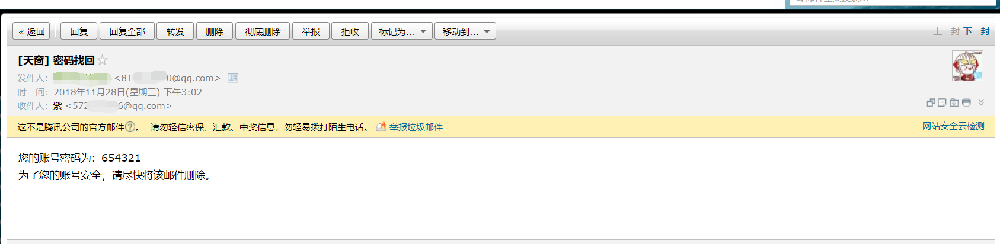 « 返回 回复 回复全部 转发 删除 彻底删除 举报 拒收 标记为... 移动到... 上一封 下一封
[天窗] 密码找回
发件人： <81 0@qq.com>
时 间： 2018年11月28日(星期三) 下午3:02
收件人： 紫 <572 6@qq.com>
这不是腾讯公司的官方邮件?。 请勿轻信密保、汇款、中奖信息，勿轻易拨打陌生电话。 举报垃圾邮件 网站安全云检测
您的账号密码为：654321
为了您的账号安全，请尽快将该邮件删除。